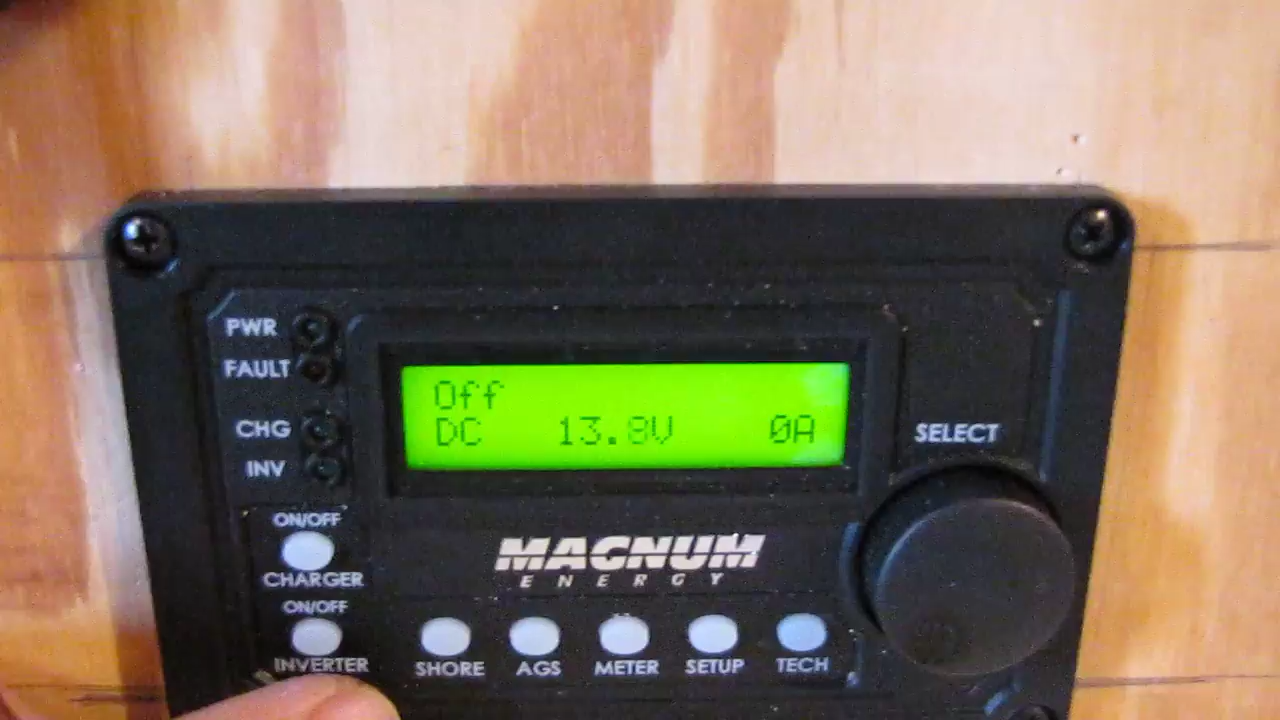 PWR
FAULT
CHG
INV
Off
DC 13.8V 0A
SELECT
ON/OFF
CHARGER
ON/OFF
INVERTER
MAGNUM
ENERGY
SHORE
AGS
METER
SETUP
TECH